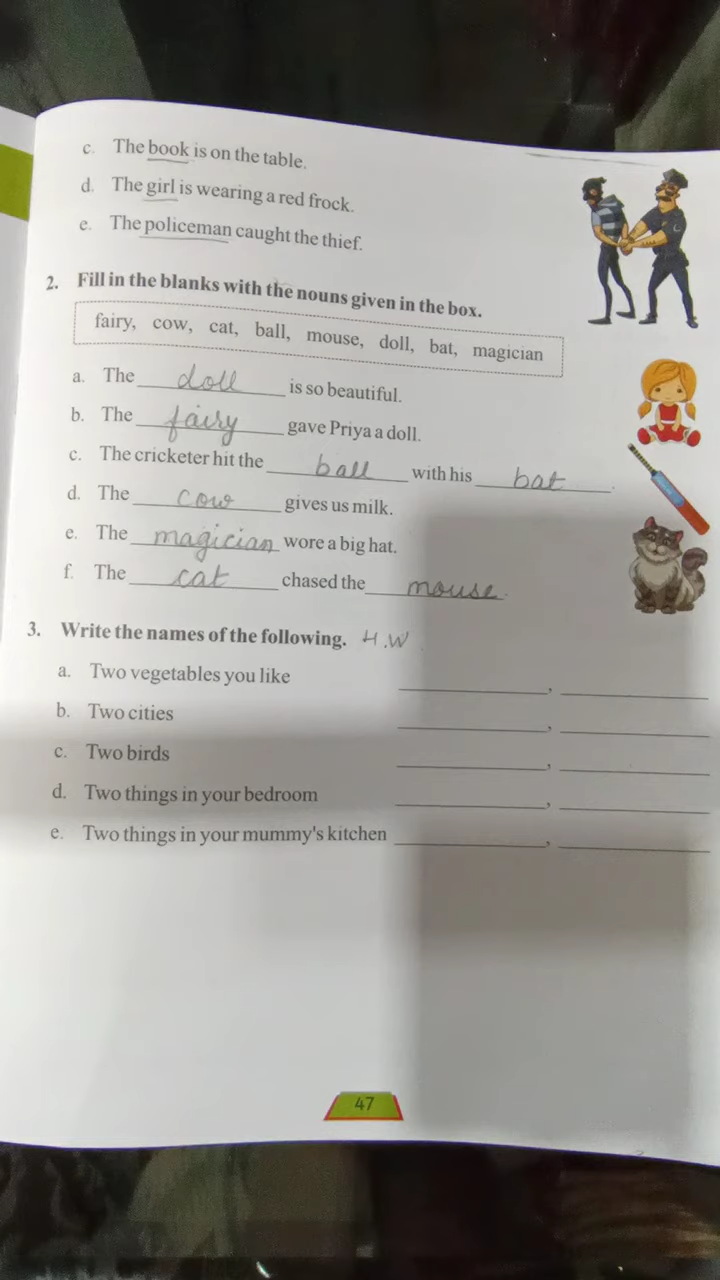 c. The book is on the table.
d. The girl is wearing a red frock.
e. The policeman caught the thief.
2. Fill in the blanks with the nouns given in the box.
fairy, cow, cat, ball, mouse, doll, bat, magician
a. The doll is so beautiful.
b. The fairy gave Priya a doll.
c. The cricketer hit the ball with his bat.
d. The cow gives us milk.
e. The magician wore a big hat.
f. The cat chased the mouse.
3. Write the names of the following. H.W
a. Two vegetables you like ,
b. Two cities ,
c. Two birds ,
d. Two things in your bedroom ,
e. Two things in your mummy's kitchen ,
47